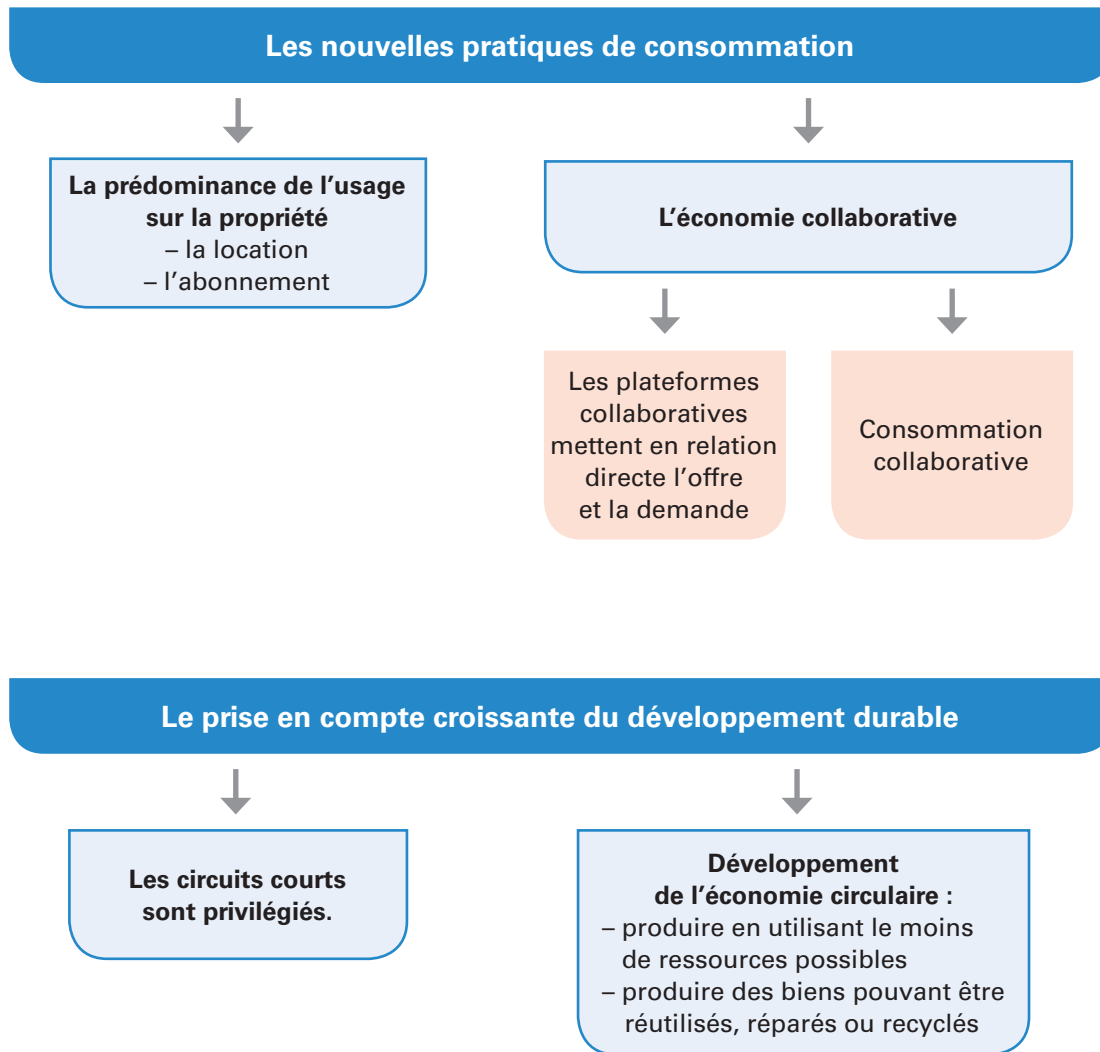 Les nouvelles pratiques de consommation
La prédominance de l'usage
sur la propriété
– la location
– l'abonnement
L'économie collaborative
Les plateformes
collaboratives
mettent en relation
directe l'offre
et la demande
Consommation
collaborative
Le prise en compte croissante du développement durable
Les circuits courts
sont privilégiés.
Développement
de l'économie circulaire :
– produire en utilisant le moins
de ressources possibles
– produire des biens pouvant être
réutilisés, réparés ou recyclés